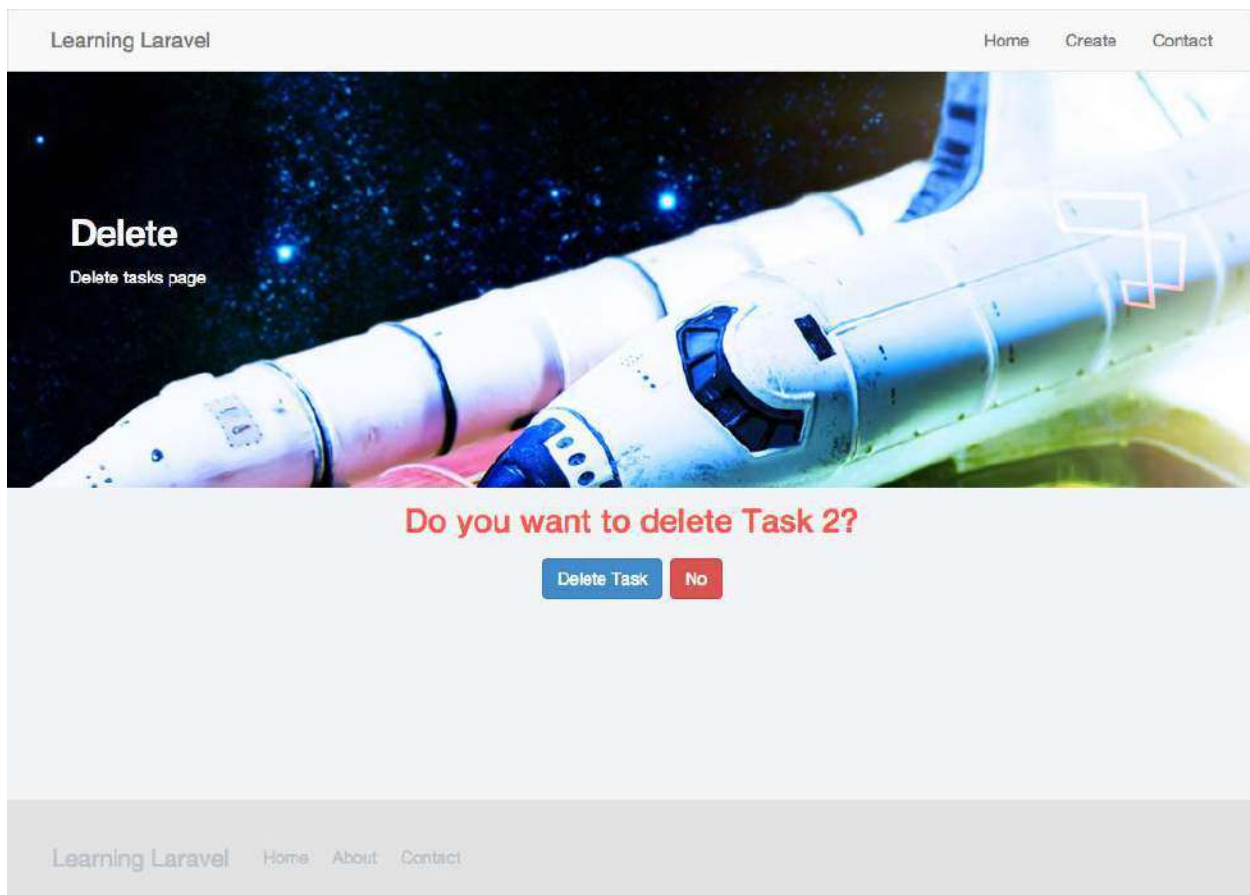 Learning Laravel
Home Create Contact
Delete
Delete tasks page
Do you want to delete Task 2?
Delete Task No
Learning Laravel Home About Contact